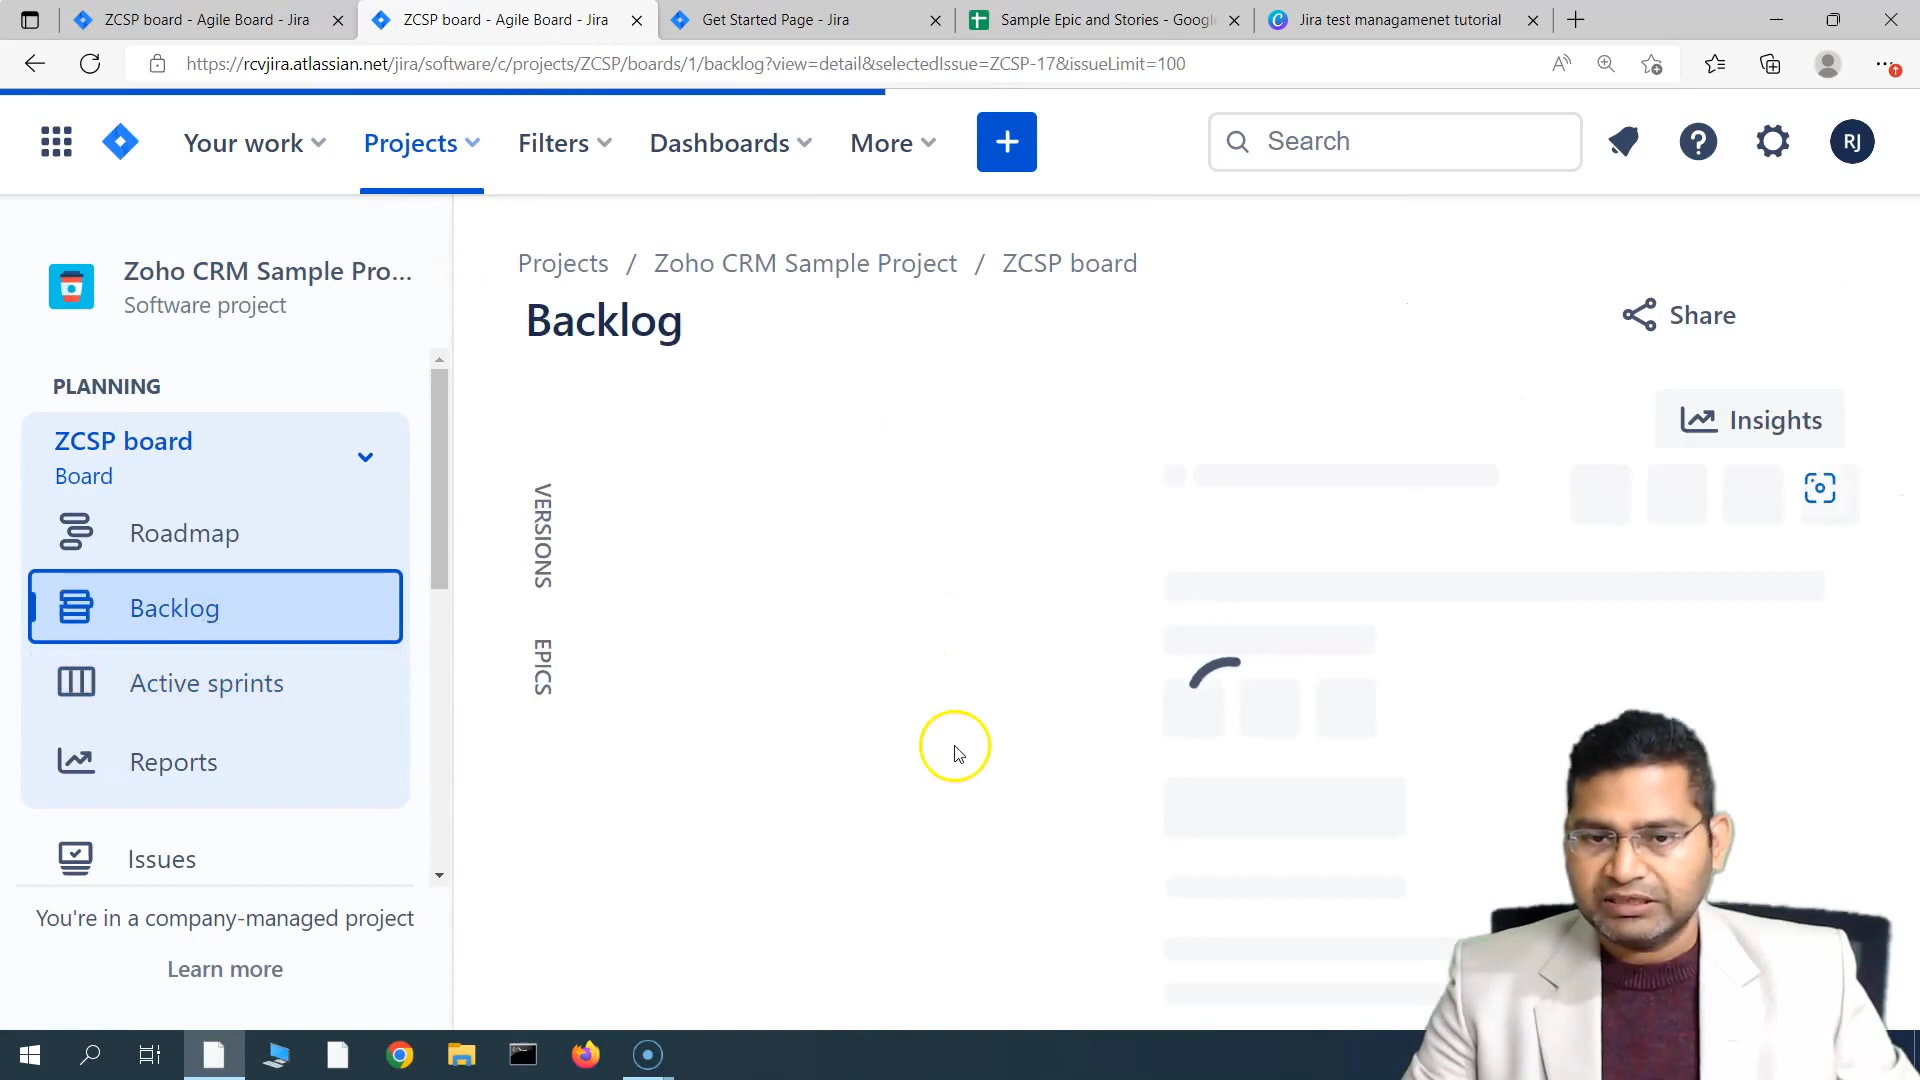 ZCSP board - Agile Board - Jira
ZCSP board - Agile Board - Jira
Get Started Page - Jira
Sample Epic and Stories - Google
Jira test managamenet tutorial
https://rcvjira.atlassian.net/jira/software/c/projects/ZCSP/boards/1/backlog?view=detail&selectedIssue=ZCSP-17&issueLimit=100
Your work
Projects
Filters
Dashboards
More
Search
RJ
Zoho CRM Sample Pro...
Software project
PLANNING
ZCSP board
Board
Roadmap
Backlog
Active sprints
Reports
Issues
You're in a company-managed project
Learn more
Projects / Zoho CRM Sample Project / ZCSP board
Backlog
Share
Insights
VERSIONS
EPICS